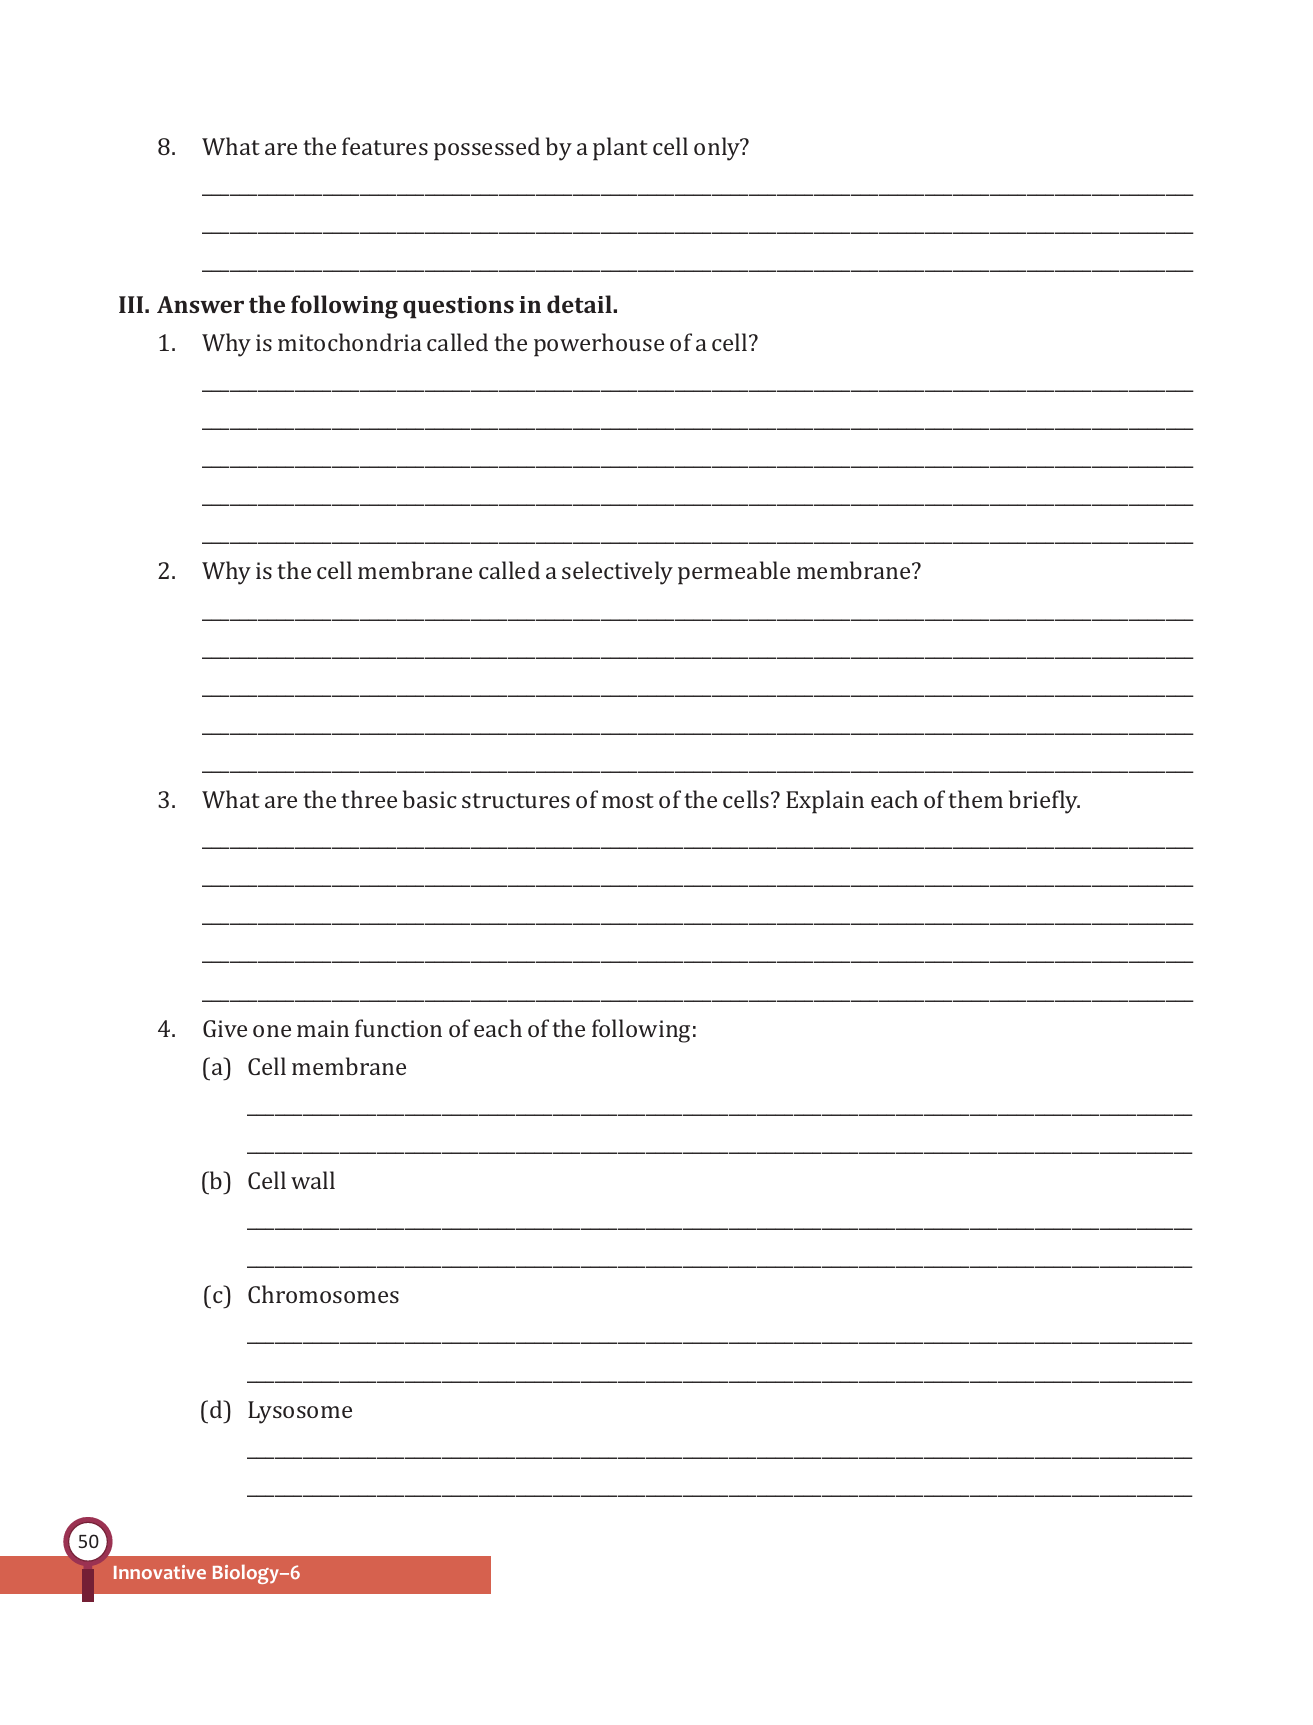 8. What are the features possessed by a plant cell only?
III. Answer the following questions in detail.
1. Why is mitochondria called the powerhouse of a cell?
2. Why is the cell membrane called a selectively permeable membrane?
3. What are the three basic structures of most of the cells? Explain each of them briefly.
4. Give one main function of each of the following:
(a) Cell membrane
(b) Cell wall
(c) Chromosomes
(d) Lysosome
50
Innovative Biology–6